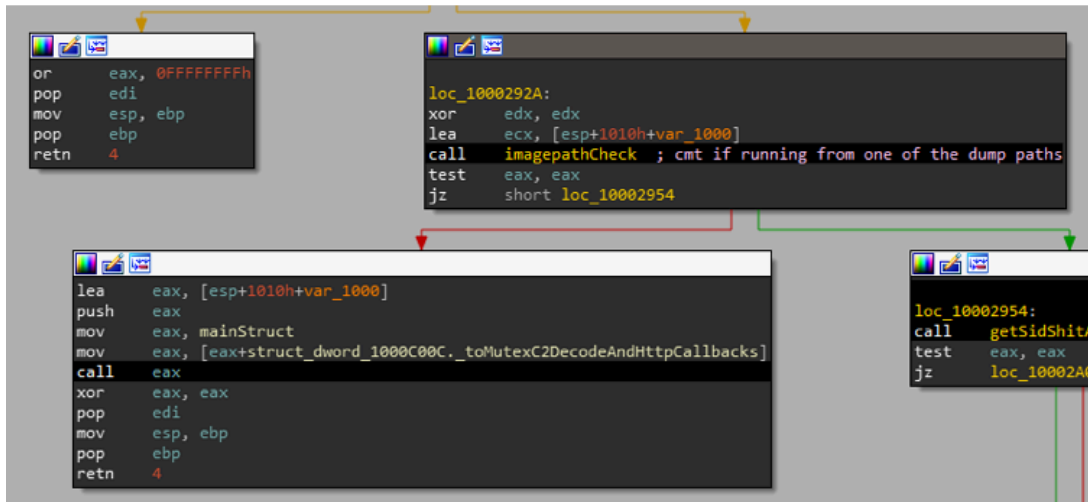 or eax, 0FFFFFFFFh
pop edi
mov esp, ebp
pop ebp
retn 4
loc_1000292A:
xor edx, edx
lea ecx, [esp+1010h+var_1000]
call imagepathCheck ; cmt if running from one of the dump paths
test eax, eax
jz short loc_10002954
lea eax, [esp+1010h+var_1000]
push eax
mov eax, mainStruct
mov eax, [eax+struct_dword_1000C00C._toMutexC2DecodeAndHttpCallbacks]
call eax
xor eax, eax
pop edi
mov esp, ebp
pop ebp
retn 4
loc_10002954:
call getSidShit
test eax, eax
jz